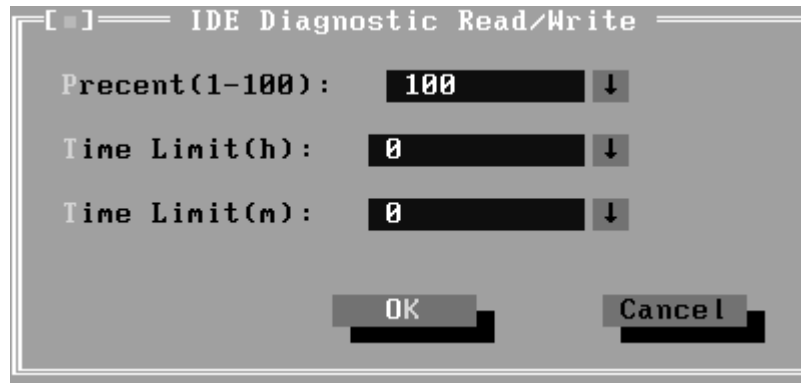 [■] IDE Diagnostic Read/Write
Precent(1-100): 100 ↓
Time Limit(h): 0 ↓
Time Limit(m): 0 ↓
OK Cancel